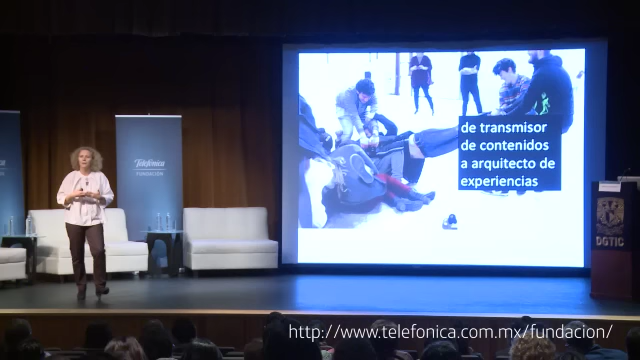 Telefónica
FUNDACIÓN
de transmisor
de contenidos
a arquitecto de
experiencias
DGTIC
http://www.telefonica.com.mx/fundacion/